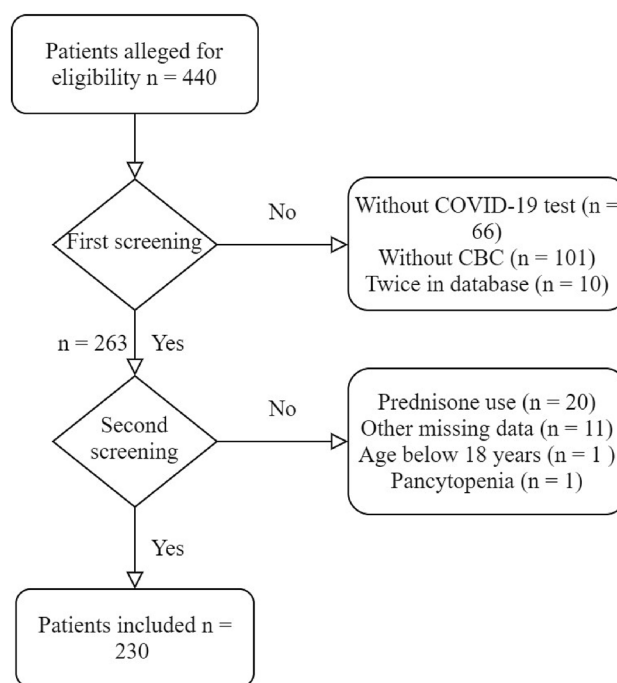 Patients alleged for
eligibility n = 440
First screening
No
Without COVID-19 test (n =
66)
Without CBC (n = 101)
Twice in database (n = 10)
n = 263
Yes
Second
screening
No
Prednisone use (n = 20)
Other missing data (n = 11)
Age below 18 years (n = 1 )
Pancytopenia (n = 1)
Yes
Patients included n =
230